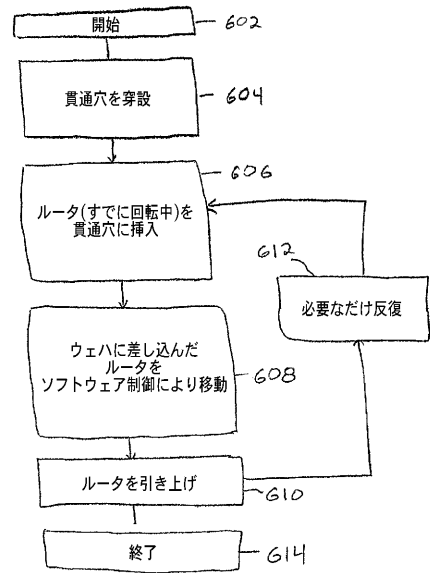 開始
602
貫通穴を穿設
604
606
ルータ(すでに回転中)を
貫通穴に挿入
612
必要なだけ反復
ウェハに差し込んだ
ルータを
ソフトウェア制御により移動
608
ルータを引き上げ
610
終了
614